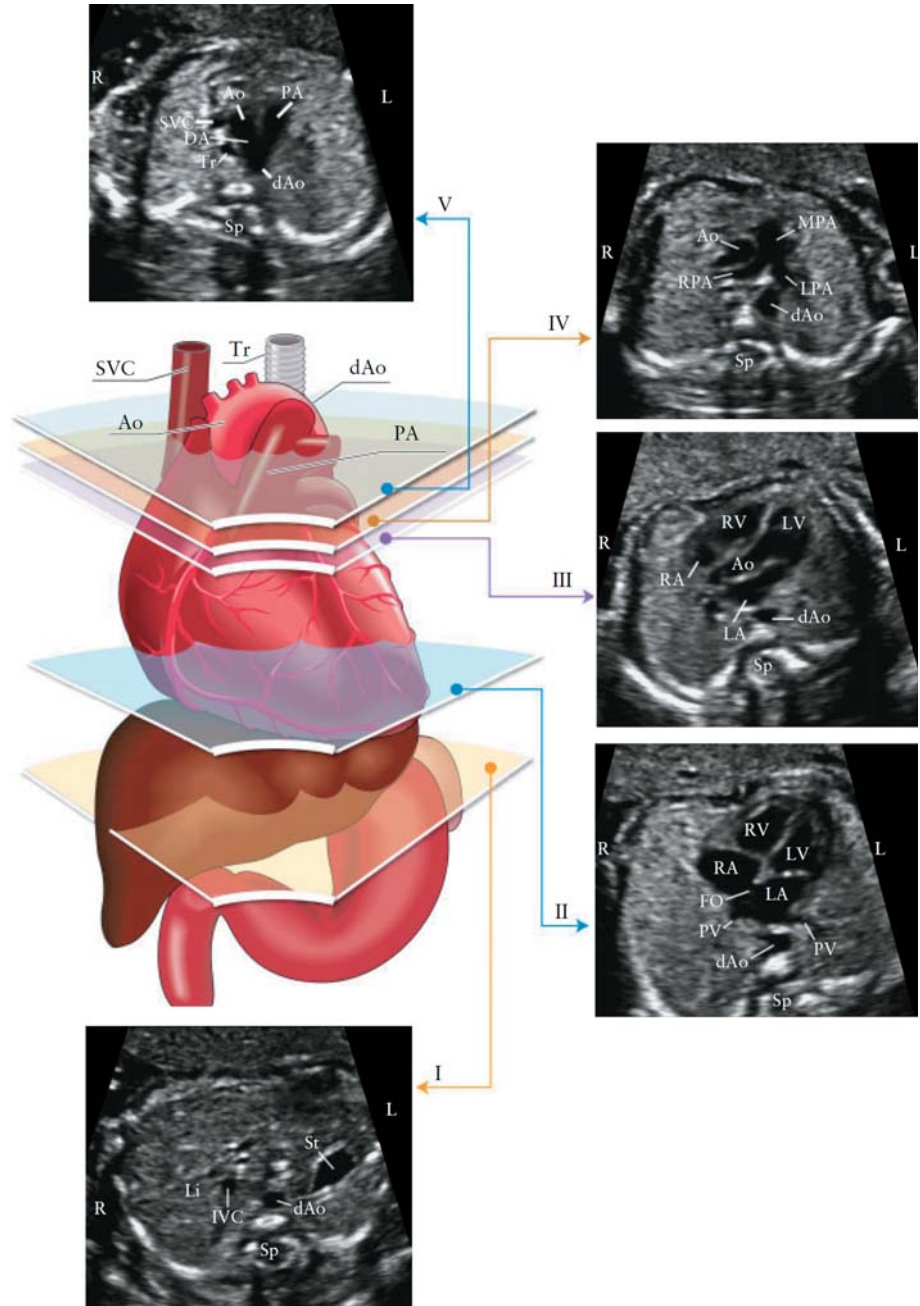 R
L
Ao
PA
SVC
DA
Tr
dAo
Sp
V
R
L
Ao
MPA
RPA
LPA
dAo
Sp
IV
SVC
Tr
dAo
Ao
PA
R
L
RV
LV
Ao
RA
LA
dAo
Sp
III
R
L
RV
LV
RA
LA
FO
PV
PV
dAo
Sp
II
I
R
L
St
Li
IVC
dAo
Sp